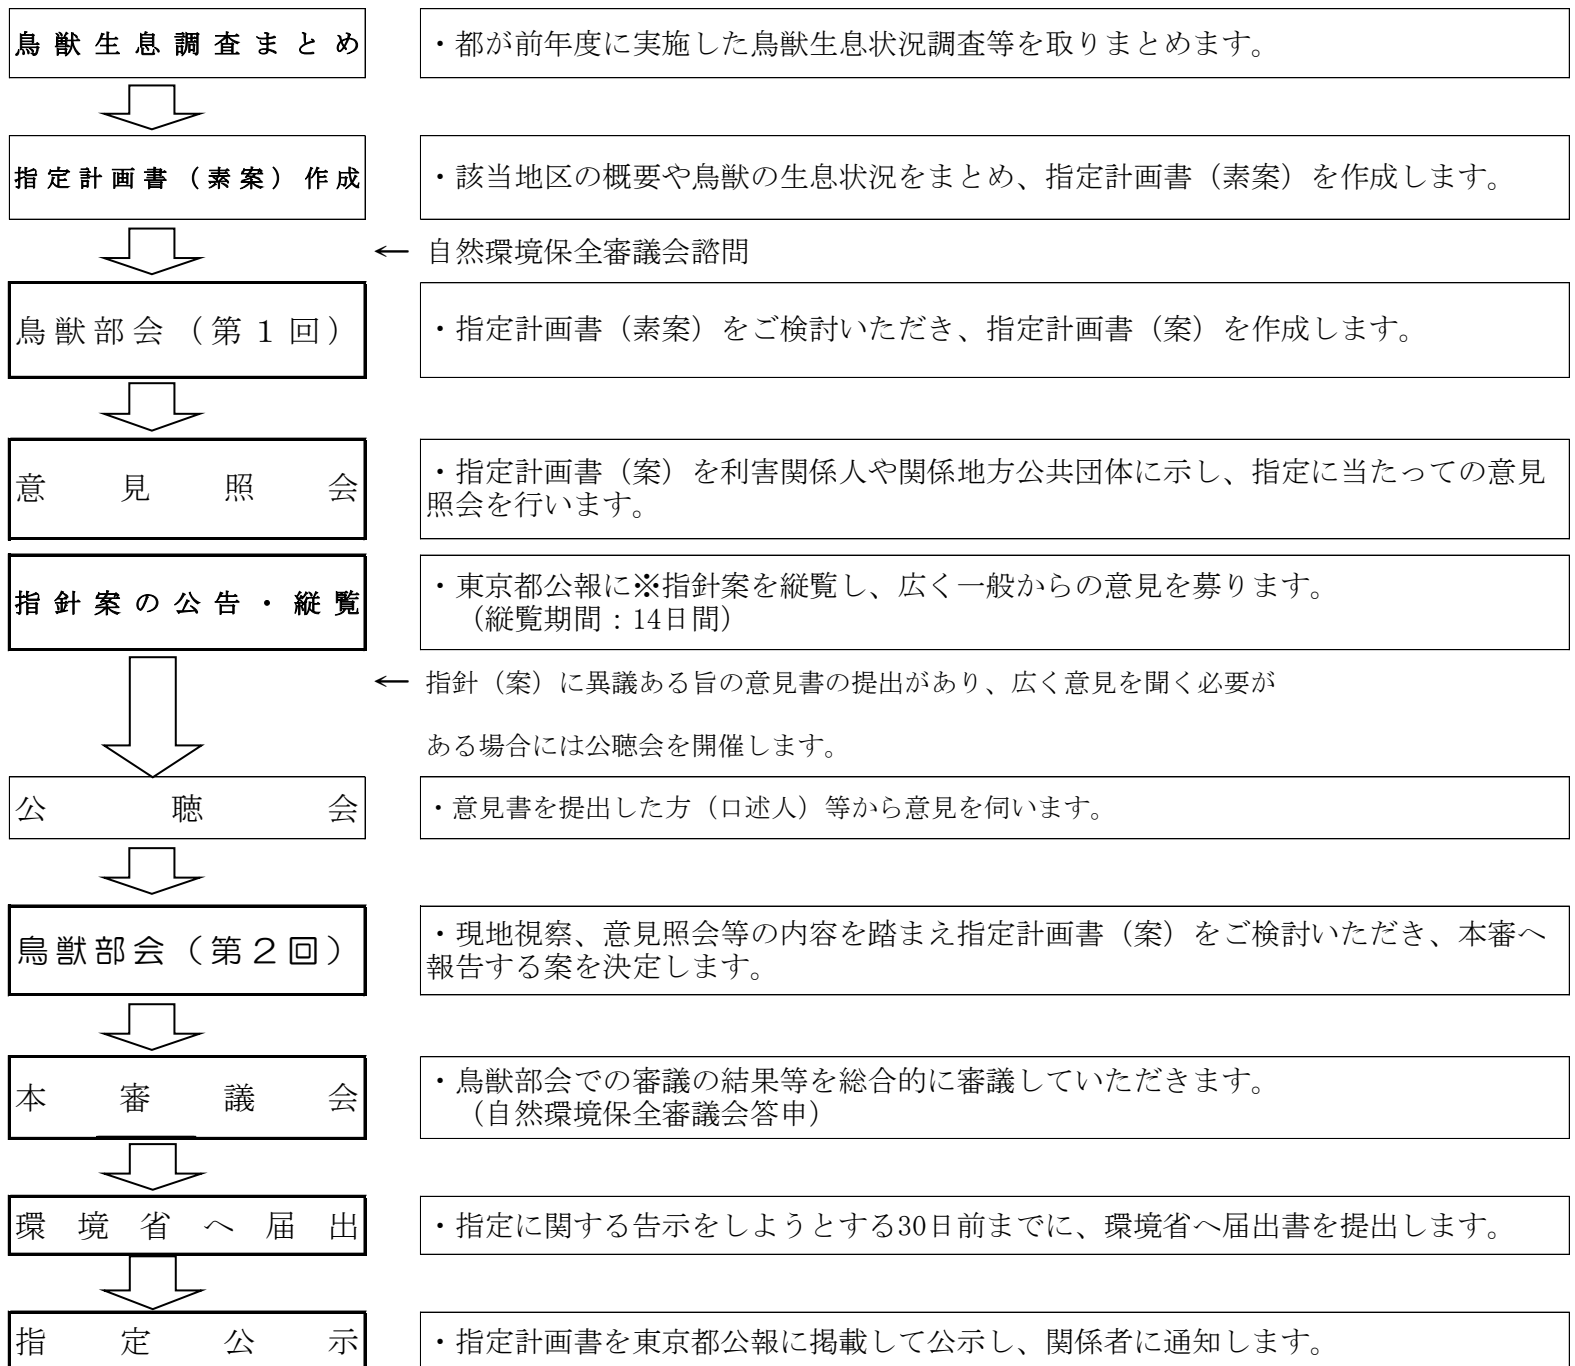 鳥獣生息調査まとめ
・都が前年度に実施した鳥獣生息状況調査等を取りまとめます。
指定計画書（素案）作成
・該当地区の概要や鳥獣の生息状況をまとめ、指定計画書（素案）を作成します。
← 自然環境保全審議会諮問
鳥獣部会（第１回）
・指定計画書（素案）をご検討いただき、指定計画書（案）を作成します。
意見照会
・指定計画書（案）を利害関係人や関係地方公共団体に示し、指定に当たっての意見
照会を行います。
指針案の公告・縦覧
・東京都公報に※指針案を縦覧し、広く一般からの意見を募ります。
（縦覧期間：14日間）
← 指針（案）に異議ある旨の意見書の提出があり、広く意見を聞く必要が
ある場合には公聴会を開催します。
公聴会
・意見書を提出した方（口述人）等から意見を伺います。
鳥獣部会（第２回）
・現地視察、意見照会等の内容を踏まえ指定計画書（案）をご検討いただき、本審へ
報告する案を決定します。
本審議会
・鳥獣部会での審議の結果等を総合的に審議していただきます。
（自然環境保全審議会答申）
環境省へ届出
・指定に関する告示をしようとする30日前までに、環境省へ届出書を提出します。
指定公示
・指定計画書を東京都公報に掲載して公示し、関係者に通知します。